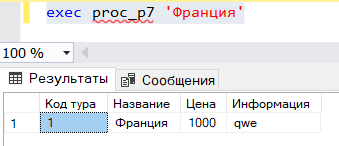 exec proc_p7 'Франция'
100 %
Результаты Сообщения
Код тура Название Цена Информация
1 1 Франция 1000 qwe